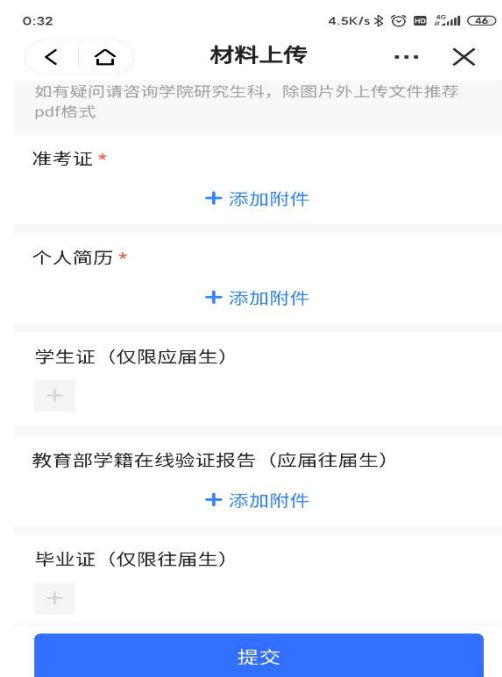 0:32
4.5K/s HD 4G 46
材料上传
如有疑问请咨询学院研究生科，除图片外上传文件推荐
pdf格式
准考证 *
+ 添加附件
个人简历 *
+ 添加附件
学生证（仅限应届生）
+
教育部学籍在线验证报告（应届往届生）
+ 添加附件
毕业证（仅限往届生）
+
提交